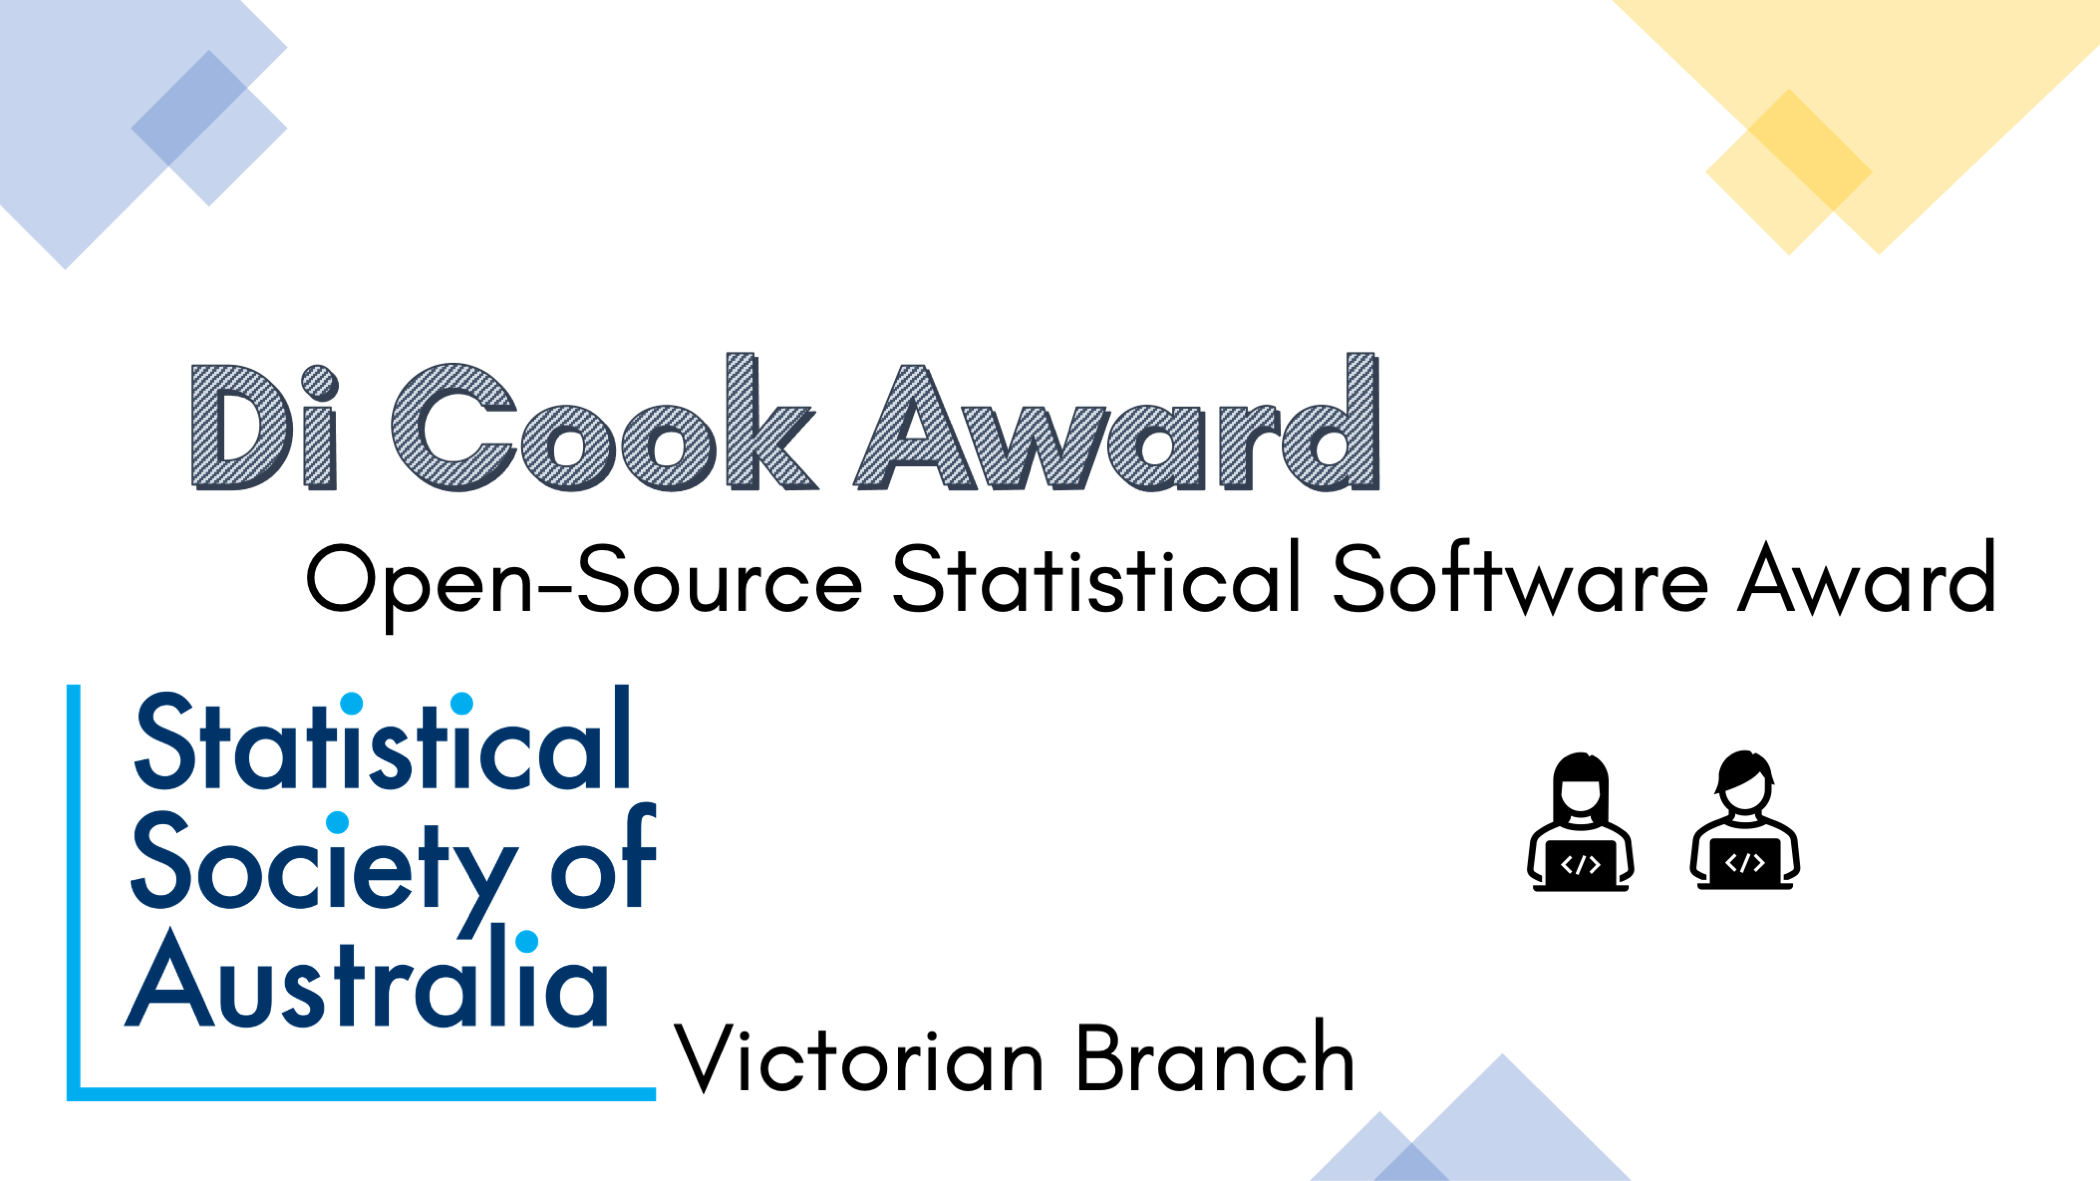 Di Cook Award
Open-Source Statistical Software Award
Statistical
Society of
Australia
Victorian Branch
</>
</>